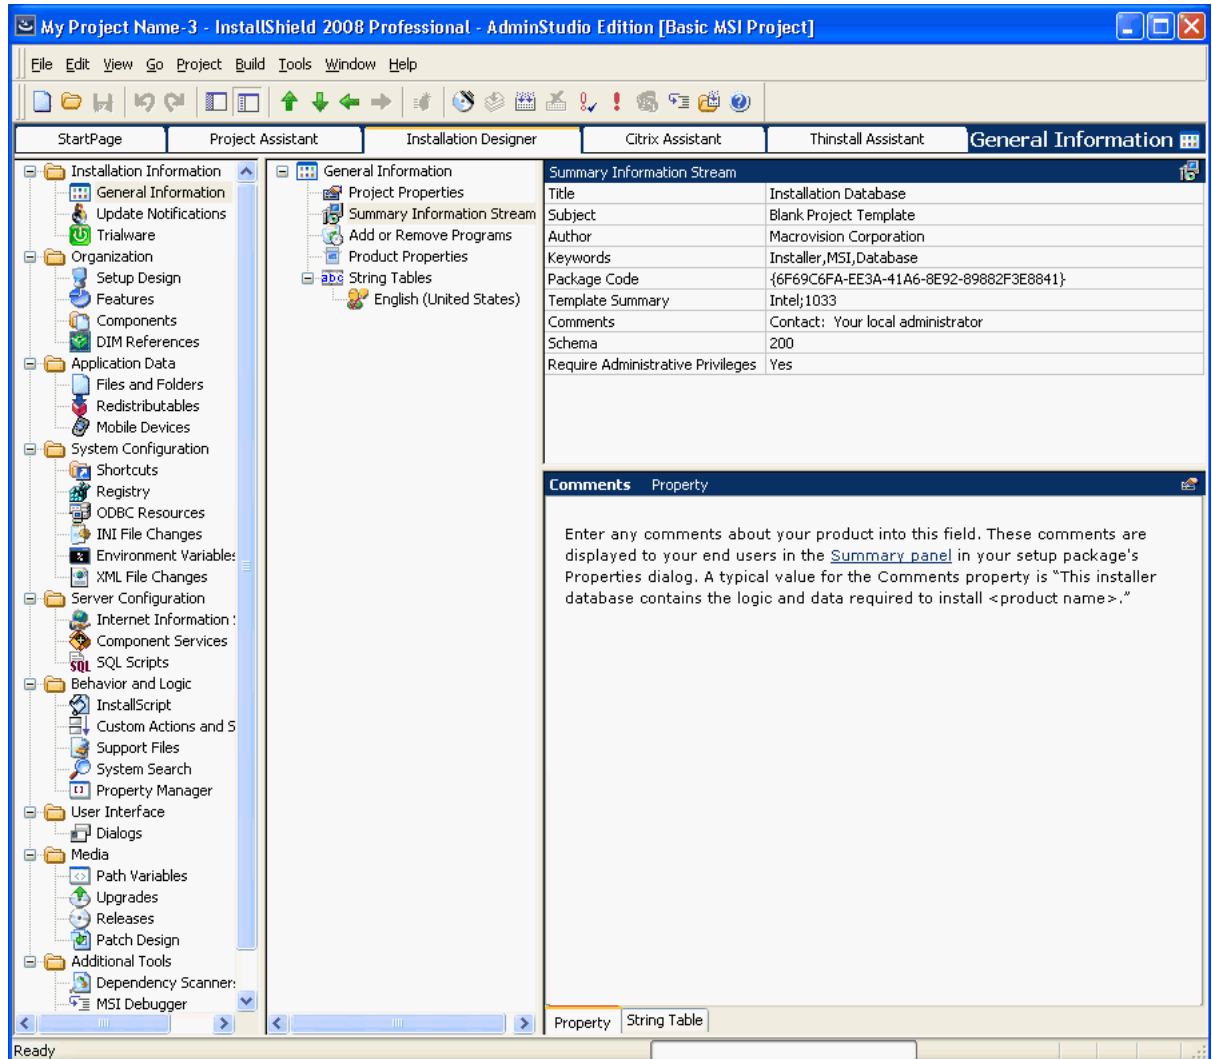 My Project Name-3 - InstallShield 2008 Professional - AdminStudio Edition [Basic MSI Project]
File Edit View Go Project Build Tools Window Help
StartPage Project Assistant Installation Designer Citrix Assistant Thinstall Assistant General Information
Installation Information
General Information
Update Notifications
Trialware
Organization
Setup Design
Features
Components
DIM References
Application Data
Files and Folders
Redistributables
Mobile Devices
System Configuration
Shortcuts
Registry
ODBC Resources
INI File Changes
Environment Variables
XML File Changes
Server Configuration
Internet Information
Component Services
SQL Scripts
Behavior and Logic
InstallScript
Custom Actions and S
Support Files
System Search
Property Manager
User Interface
Dialogs
Media
Path Variables
Upgrades
Releases
Patch Design
Additional Tools
Dependency Scanner
MSI Debugger
General Information
Project Properties
Summary Information Stream
Add or Remove Programs
Product Properties
abc String Tables
English (United States)
Summary Information Stream
Title Installation Database
Subject Blank Project Template
Author Macrovision Corporation
Keywords Installer,MSI,Database
Package Code {6F69C6FA-EE3A-41A6-8E92-89882F3E8841}
Template Summary Intel;1033
Comments Contact: Your local administrator
Schema 200
Require Administrative Privileges Yes
Comments Property
Enter any comments about your product into this field. These comments are
displayed to your end users in the Summary panel in your setup package's
Properties dialog. A typical value for the Comments property is "This installer
database contains the logic and data required to install <product name>."
Property String Table
Ready